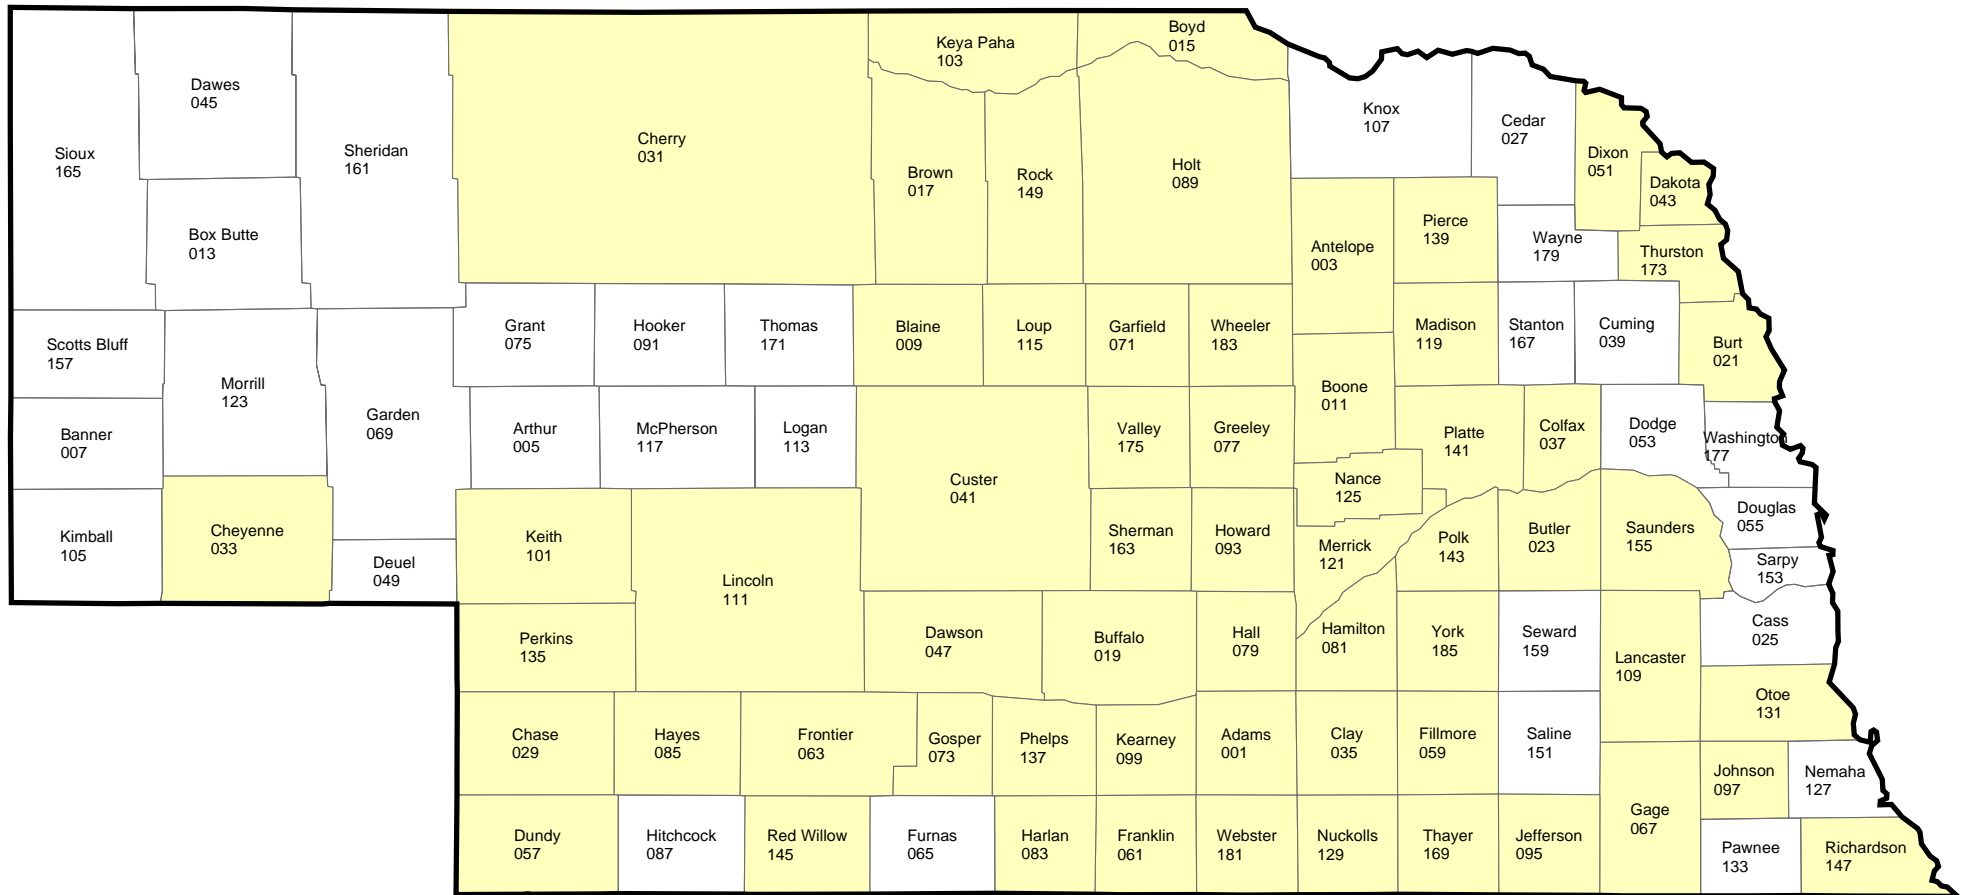 Sioux
165
Dawes
045
Sheridan
161
Box Butte
013
Cherry
031
Keya Paha
103
Boyd
015
Brown
017
Rock
149
Holt
089
Knox
107
Cedar
027
Dixon
051
Dakota
043
Antelope
003
Pierce
139
Wayne
179
Thurston
173
Scotts Bluff
157
Morrill
123
Garden
069
Banner
007
Kimball
105
Cheyenne
033
Deuel
049
Grant
075
Hooker
091
Thomas
171
Blaine
009
Loup
115
Garfield
071
Wheeler
183
Madison
119
Stanton
167
Cuming
039
Burt
021
Arthur
005
McPherson
117
Logan
113
Custer
041
Valley
175
Greeley
077
Boone
011
Platte
141
Colfax
037
Dodge
053
Washington
177
Nance
125
Keith
101
Lincoln
111
Sherman
163
Howard
093
Merrick
121
Polk
143
Butler
023
Saunders
155
Douglas
055
Sarpy
153
Perkins
135
Dawson
047
Buffalo
019
Hall
079
Hamilton
081
York
185
Seward
159
Lancaster
109
Cass
025
Otoe
131
Chase
029
Hayes
085
Frontier
063
Gosper
073
Phelps
137
Kearney
099
Adams
001
Clay
035
Fillmore
059
Saline
151
Johnson
097
Nemaha
127
Dundy
057
Hitchcock
087
Red Willow
145
Furnas
065
Harlan
083
Franklin
061
Webster
181
Nuckolls
129
Thayer
169
Jefferson
095
Gage
067
Pawnee
133
Richardson
147